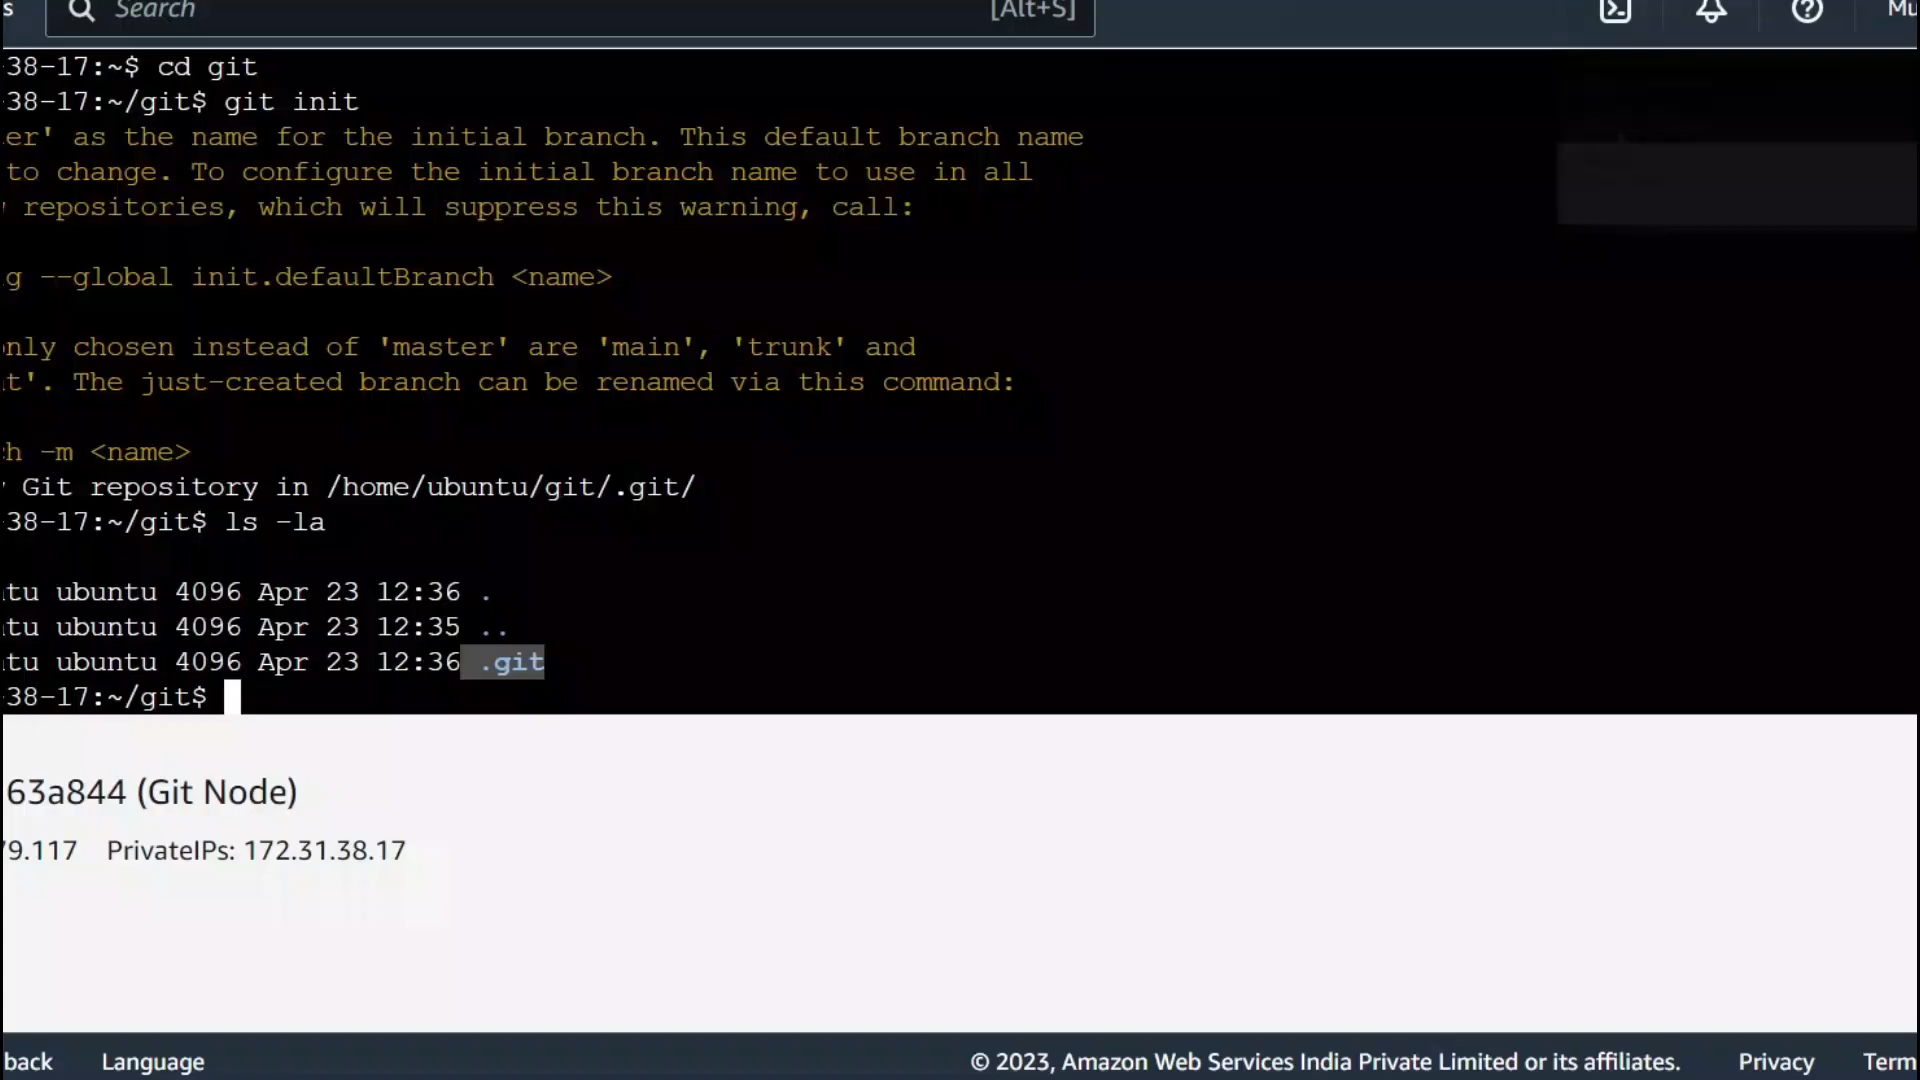 s Search [Alt+S] Mu
38-17:~$ cd git
38-17:~/git$ git init
er' as the name for the initial branch. This default branch name
to change. To configure the initial branch name to use in all
repositories, which will suppress this warning, call:
g --global init.defaultBranch <name>
only chosen instead of 'master' are 'main', 'trunk' and
t'. The just-created branch can be renamed via this command:
ch -m <name>
Git repository in /home/ubuntu/git/.git/
38-17:~/git$ ls -la
tu ubuntu 4096 Apr 23 12:36 .
tu ubuntu 4096 Apr 23 12:35 ..
tu ubuntu 4096 Apr 23 12:36 .git
38-17:~/git$
63a844 (Git Node)
9.117 PrivateIPs: 172.31.38.17
back Language © 2023, Amazon Web Services India Private Limited or its affiliates. Privacy Term